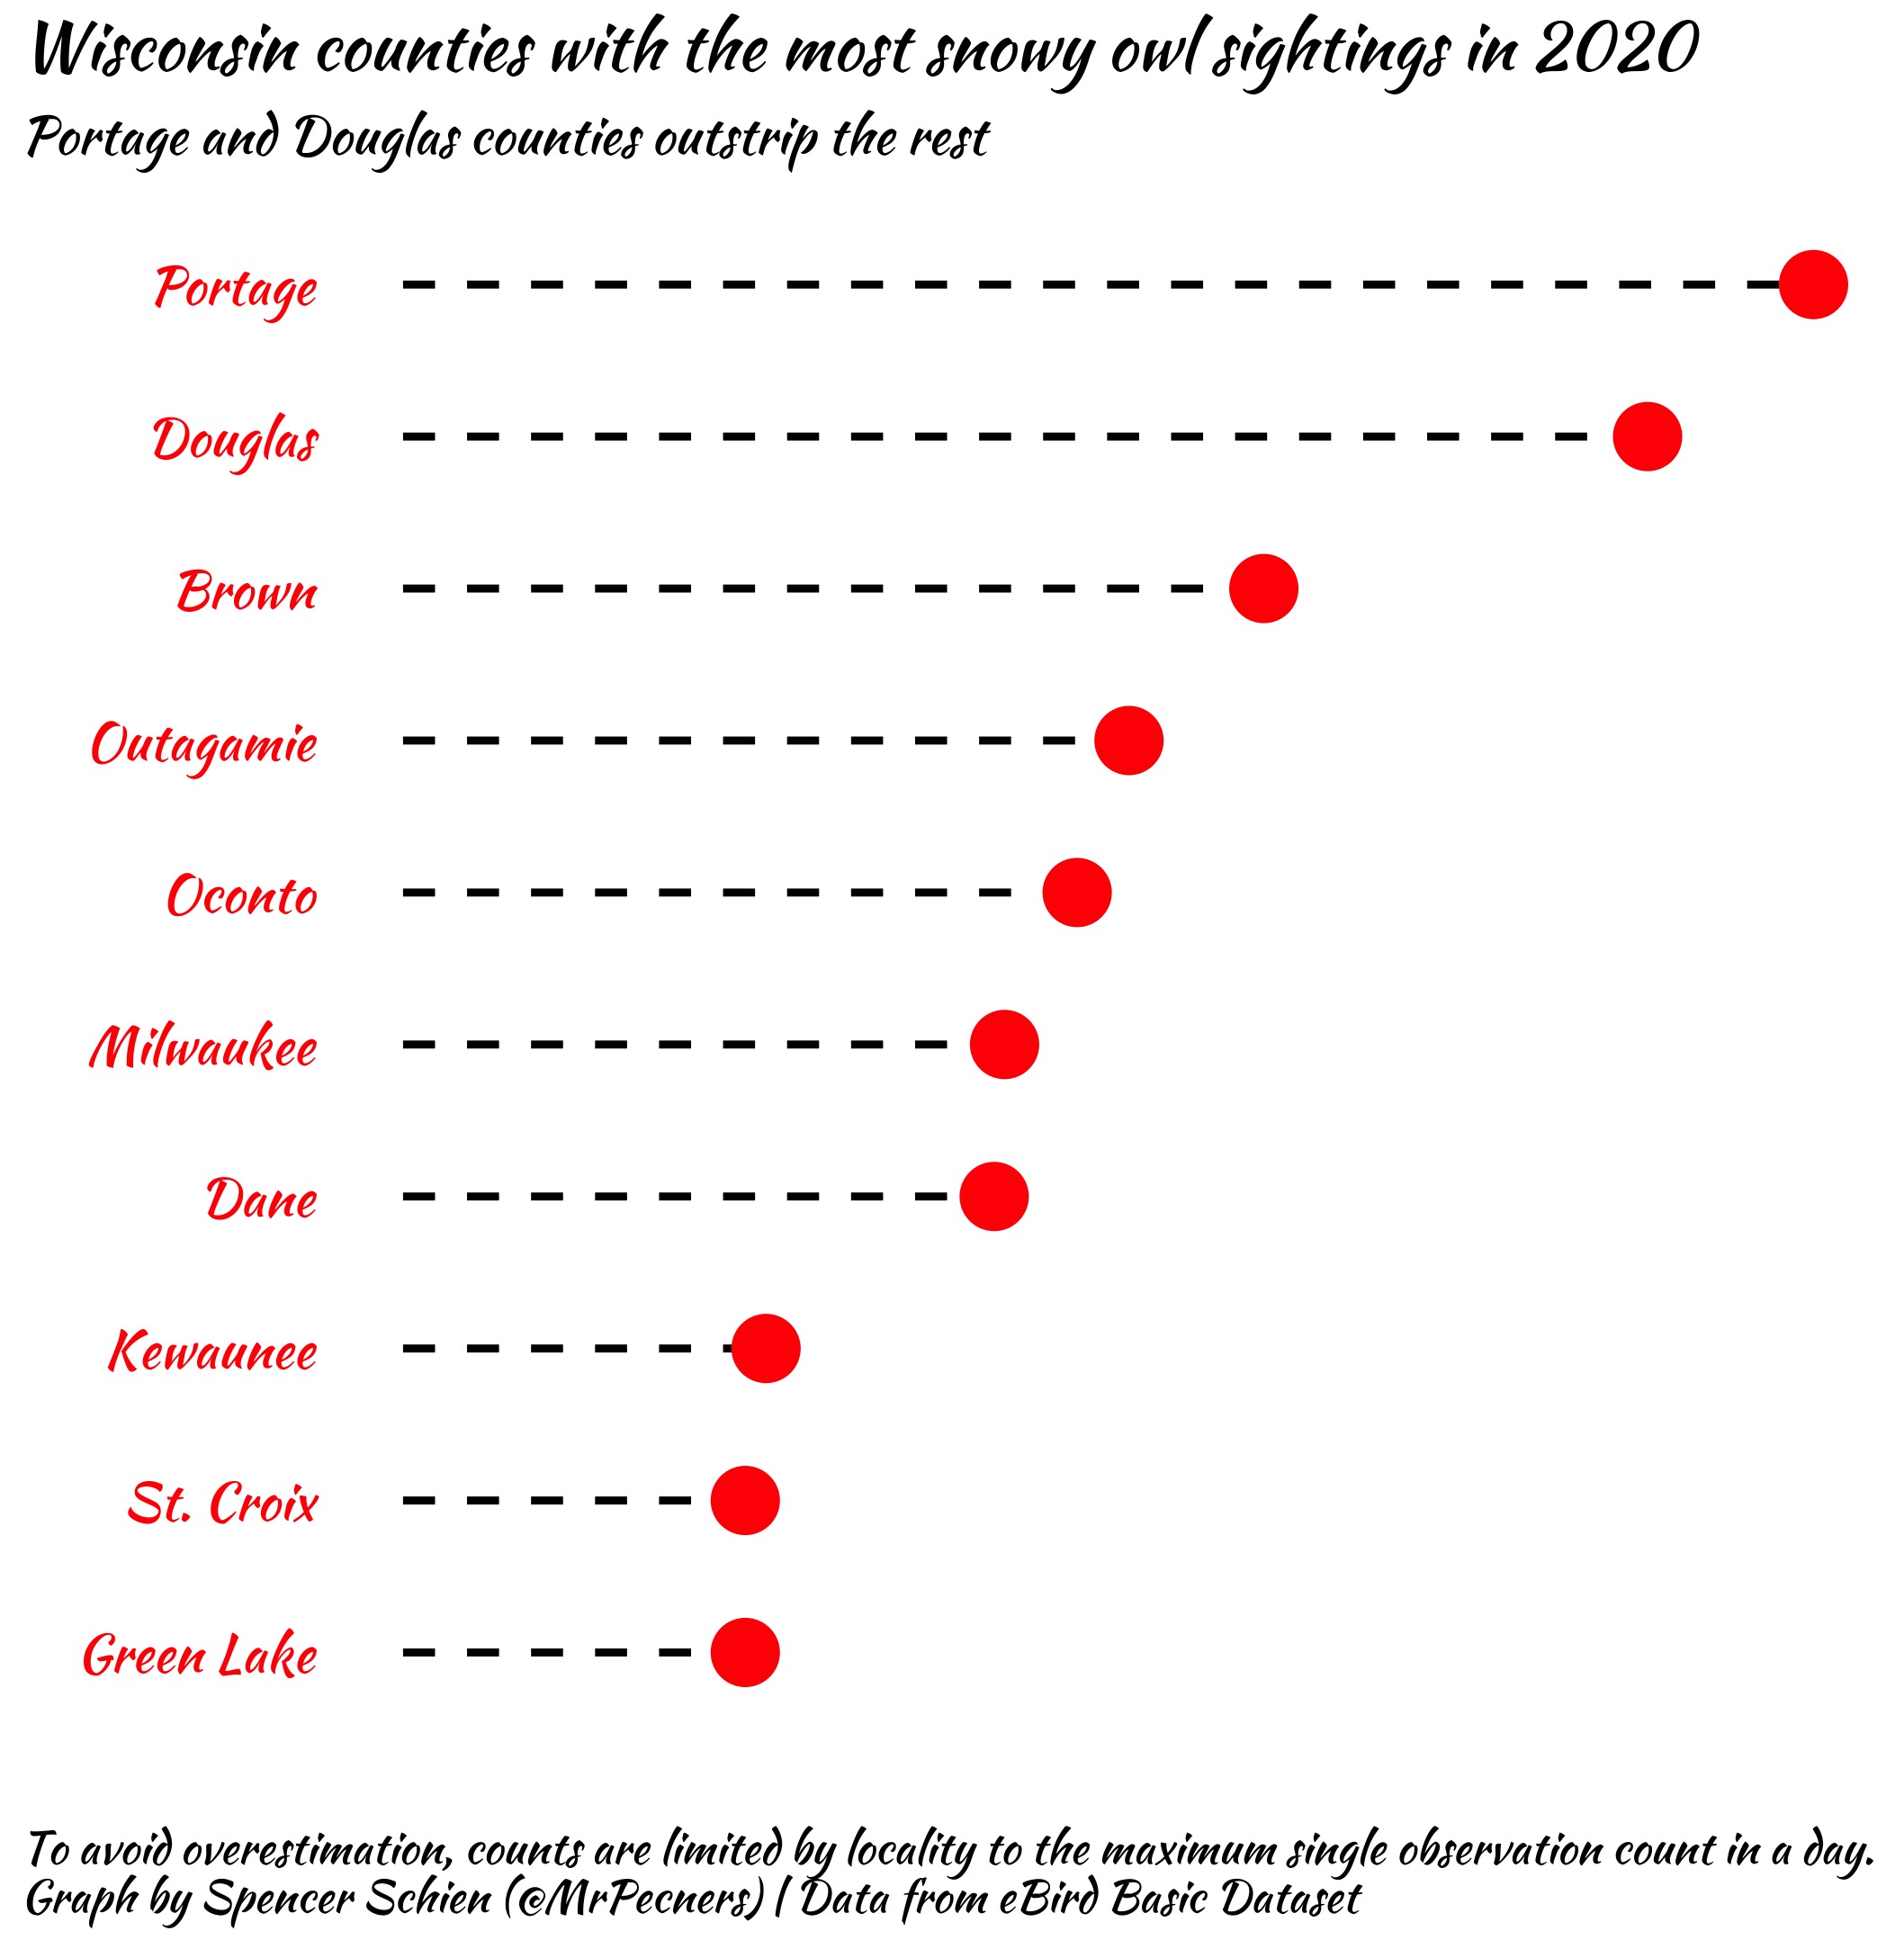 Wisconsin counties with the most snowy owl sightings in 2020
Portage and Douglas counties outstrip the rest
Portage
Douglas
Brown
Outagamie
Oconto
Milwaukee
Dane
Kewaunee
St. Croix
Green Lake
To avoid overestimation, counts are limited by locality to the maximum single observation count in a day.
Graph by Spencer Schien (@MrPecners) | Data from eBird Basic Dataset